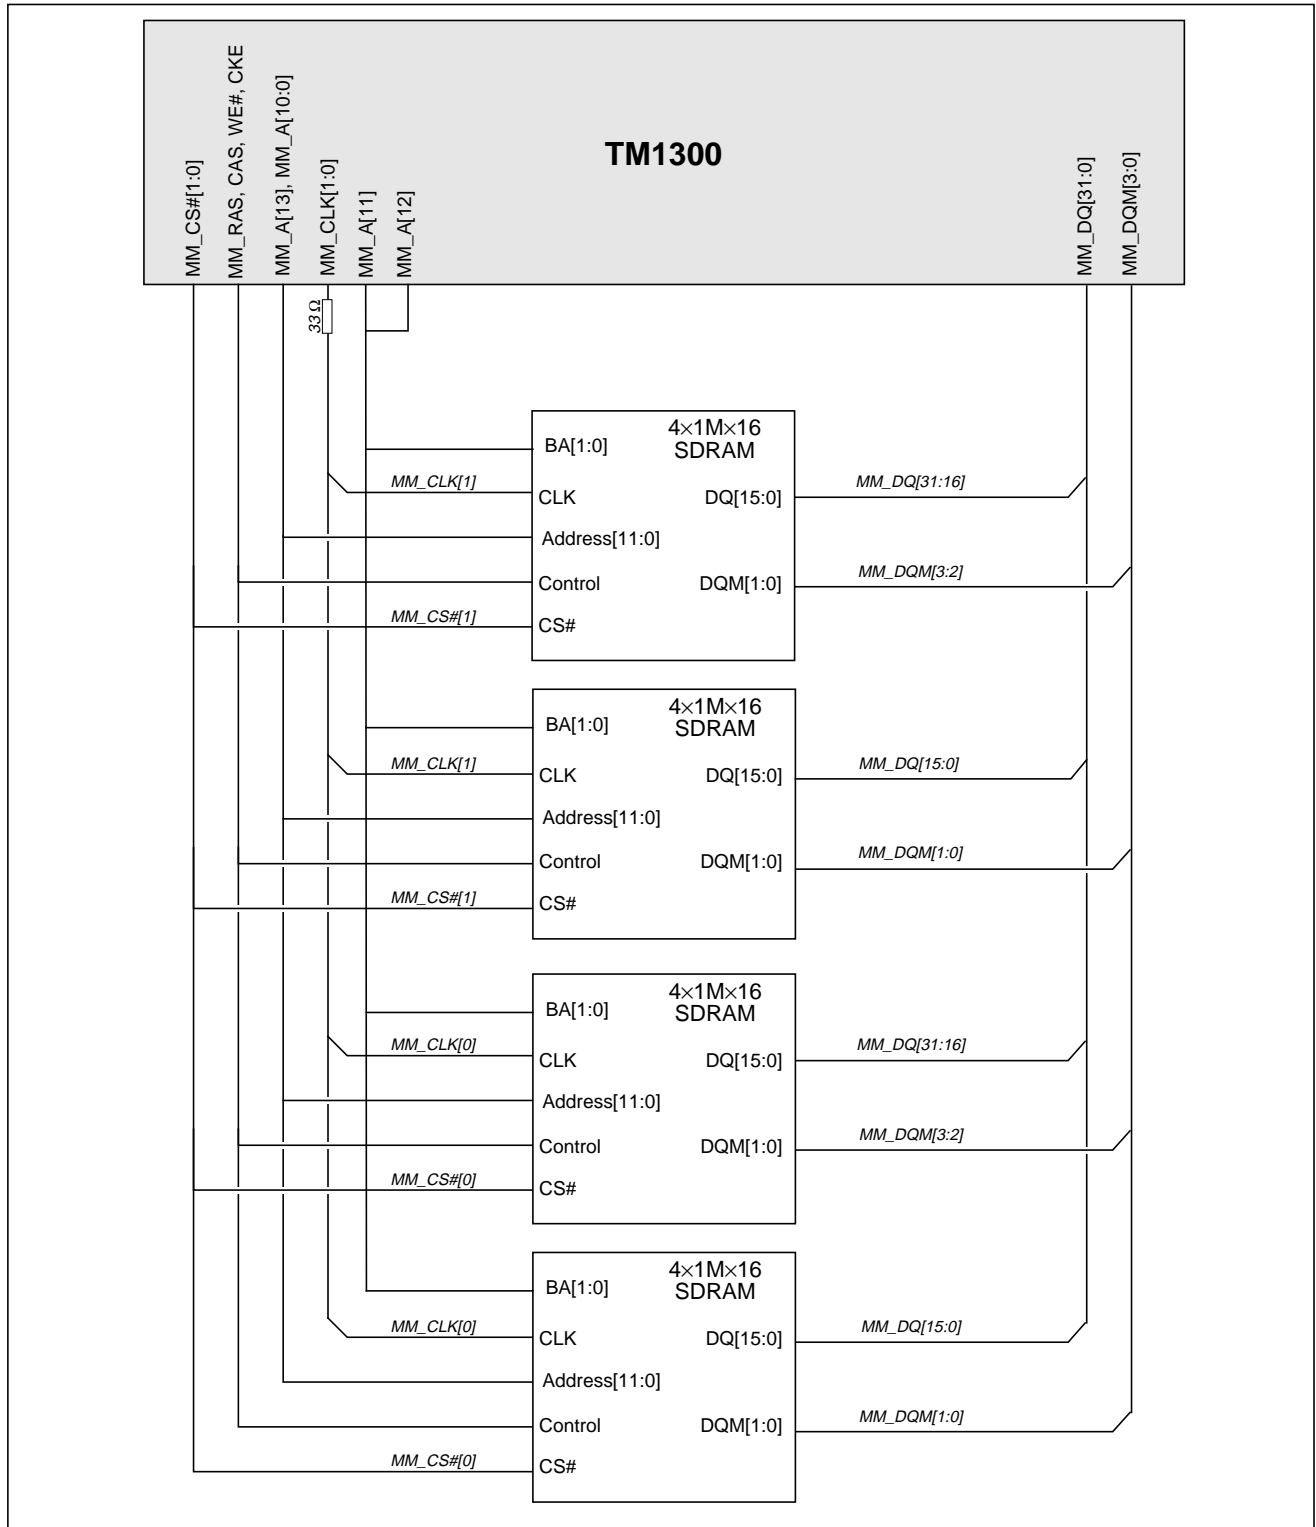 TM1300
MM_CS#[1:0]
MM_RAS, CAS, WE#, CKE
MM_A[13], MM_A[10:0]
MM_CLK[1:0]
MM_A[11]
MM_A[12]
MM_DQ[31:0]
MM_DQM[3:0]
33 Ω
4×1M×16
SDRAM
BA[1:0]
MM_CLK[1]
CLK
DQ[15:0]
MM_DQ[31:16]
Address[11:0]
Control
DQM[1:0]
MM_DQM[3:2]
MM_CS#[1]
CS#
4×1M×16
SDRAM
BA[1:0]
MM_CLK[1]
CLK
DQ[15:0]
MM_DQ[15:0]
Address[11:0]
Control
DQM[1:0]
MM_DQM[1:0]
MM_CS#[1]
CS#
4×1M×16
SDRAM
BA[1:0]
MM_CLK[0]
CLK
DQ[15:0]
MM_DQ[31:16]
Address[11:0]
Control
DQM[1:0]
MM_DQM[3:2]
MM_CS#[0]
CS#
4×1M×16
SDRAM
BA[1:0]
MM_CLK[0]
CLK
DQ[15:0]
MM_DQ[15:0]
Address[11:0]
Control
DQM[1:0]
MM_DQM[1:0]
MM_CS#[0]
CS#